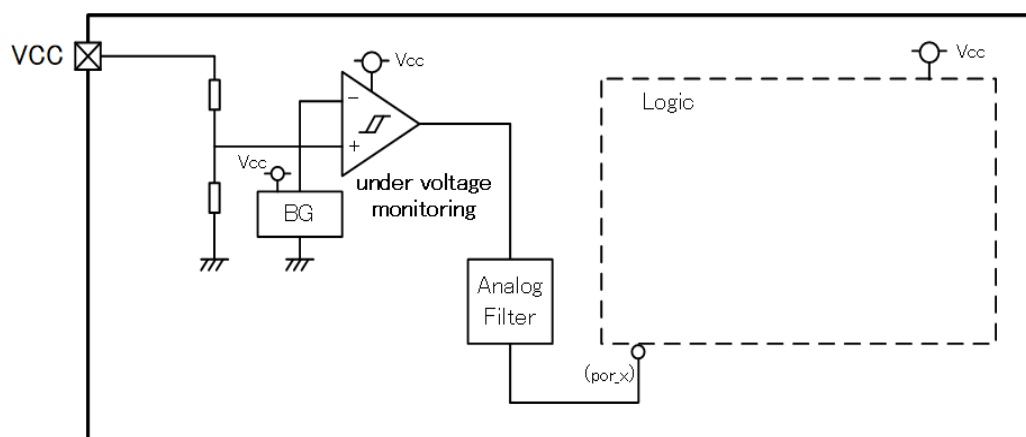 VCC
Vcc
Vcc
Logic
−
+
Vcc
under voltage
monitoring
BG
Analog
Filter
(por_x)